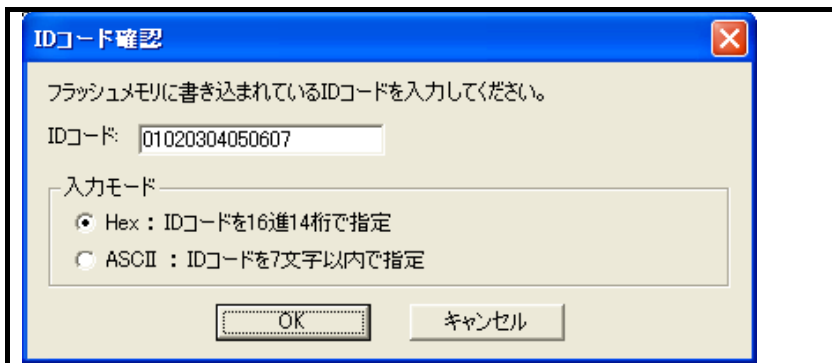 IDコード確認
フラッシュメモリに書き込まれているIDコードを入力してください。
IDコード: 01020304050607
入力モード
Hex : IDコードを16進14桁で指定
ASCII : IDコードを7文字以内で指定
OK キャンセル